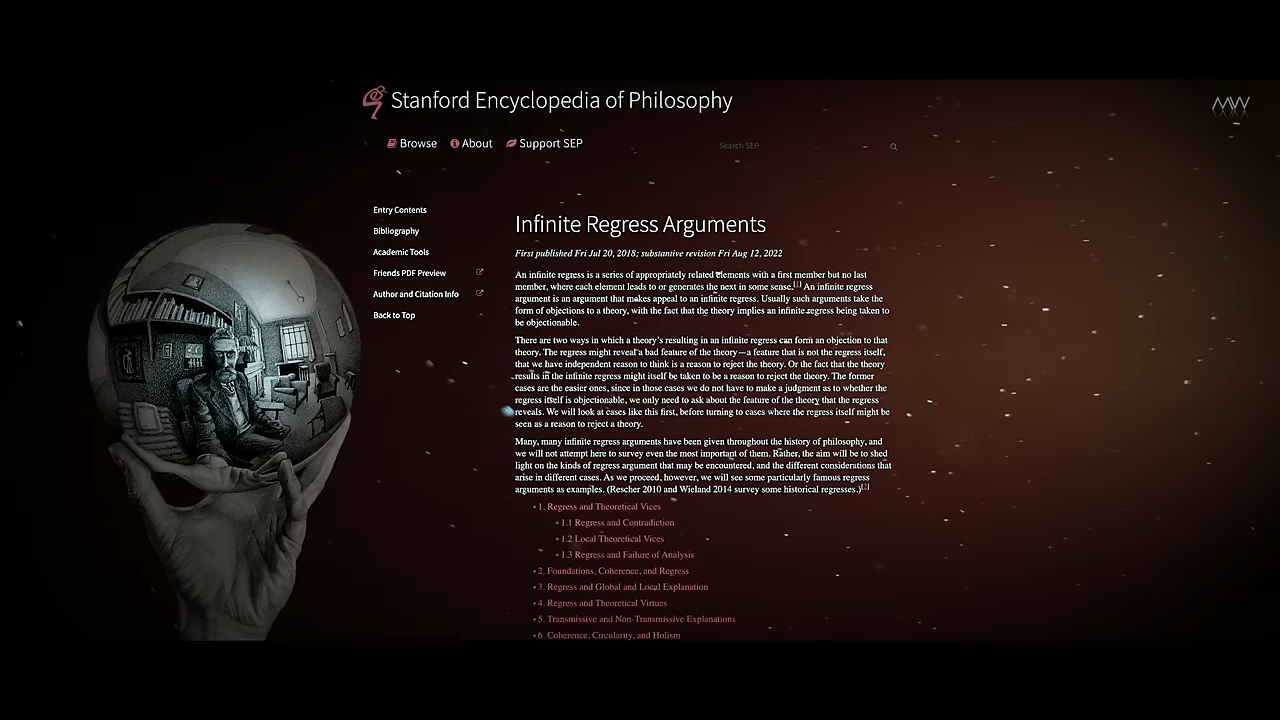 Stanford Encyclopedia of Philosophy
MW
Browse About Support SEP
Search SEP
Entry Contents
Bibliography
Academic Tools
Friends PDF Preview
Author and Citation Info
Back to Top
Infinite Regress Arguments
First published Fri Jul 20, 2018; substantive revision Fri Aug 12, 2022
An infinite regress is a series of appropriately related elements with a first member but no last
member, where each element leads to or generates the next in some sense.[1] An infinite regress
argument is an argument that makes appeal to an infinite regress. Usually such arguments take the
form of objections to a theory, with the fact that the theory implies an infinite regress being taken to
be objectionable.
There are two ways in which a theory's resulting in an infinite regress can form an objection to that
theory. The regress might reveal a bad feature of the theory—a feature that is not the regress itself,
that we have independent reason to think is a reason to reject the theory. Or the fact that the theory
results in the infinite regress might itself be taken to be a reason to reject the theory. The former
cases are the easier ones, since in those cases we do not have to make a judgment as to whether the
regress itself is objectionable, we only need to ask about the feature of the theory that the regress
reveals. We will look at cases like this first, before turning to cases where the regress itself might be
seen as a reason to reject a theory.
Many, many infinite regress arguments have been given throughout the history of philosophy, and
we will not attempt here to survey even the most important of them. Rather, the aim will be to shed
light on the kinds of regress argument that may be encountered, and the different considerations that
arise in different cases. As we proceed, however, we will see some particularly famous regress
arguments as examples. (Rescher 2010 and Wieland 2014 survey some historical regresses.)[2]
• 1. Regress and Theoretical Vices
• 1.1 Regress and Contradiction
• 1.2 Local Theoretical Vices
• 1.3 Regress and Failure of Analysis
• 2. Foundations, Coherence, and Regress
• 3. Regress and Global and Local Explanation
• 4. Regress and Theoretical Virtues
• 5. Transmissive and Non-Transmissive Explanations
• 6. Coherence, Circularity, and Holism